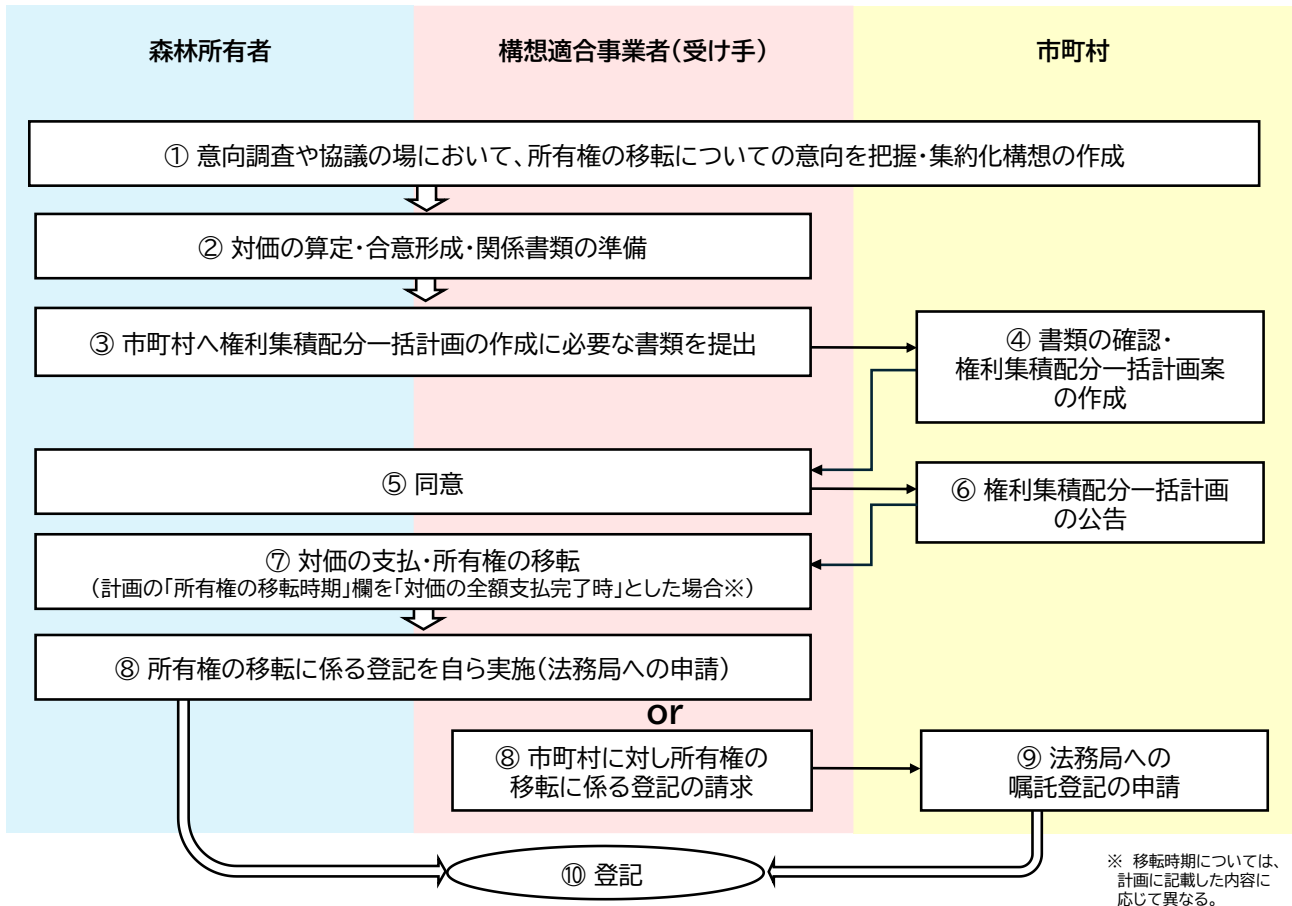 森林所有者
構想適合事業者(受け手)
市町村
① 意向調査や協議の場において、所有権の移転についての意向を把握・集約化構想の作成
② 対価の算定・合意形成・関係書類の準備
③ 市町村へ権利集積配分一括計画の作成に必要な書類を提出
④ 書類の確認・
権利集積配分一括計画案
の作成
⑤ 同意
⑥ 権利集積配分一括計画
の公告
⑦ 対価の支払・所有権の移転
(計画の「所有権の移転時期」欄を「対価の全額支払完了時」とした場合※)
⑧ 所有権の移転に係る登記を自ら実施(法務局への申請)
or
⑧ 市町村に対し所有権の
移転に係る登記の請求
⑨ 法務局への
嘱託登記の申請
⑩ 登記
※ 移転時期については、
計画に記載した内容に
応じて異なる。